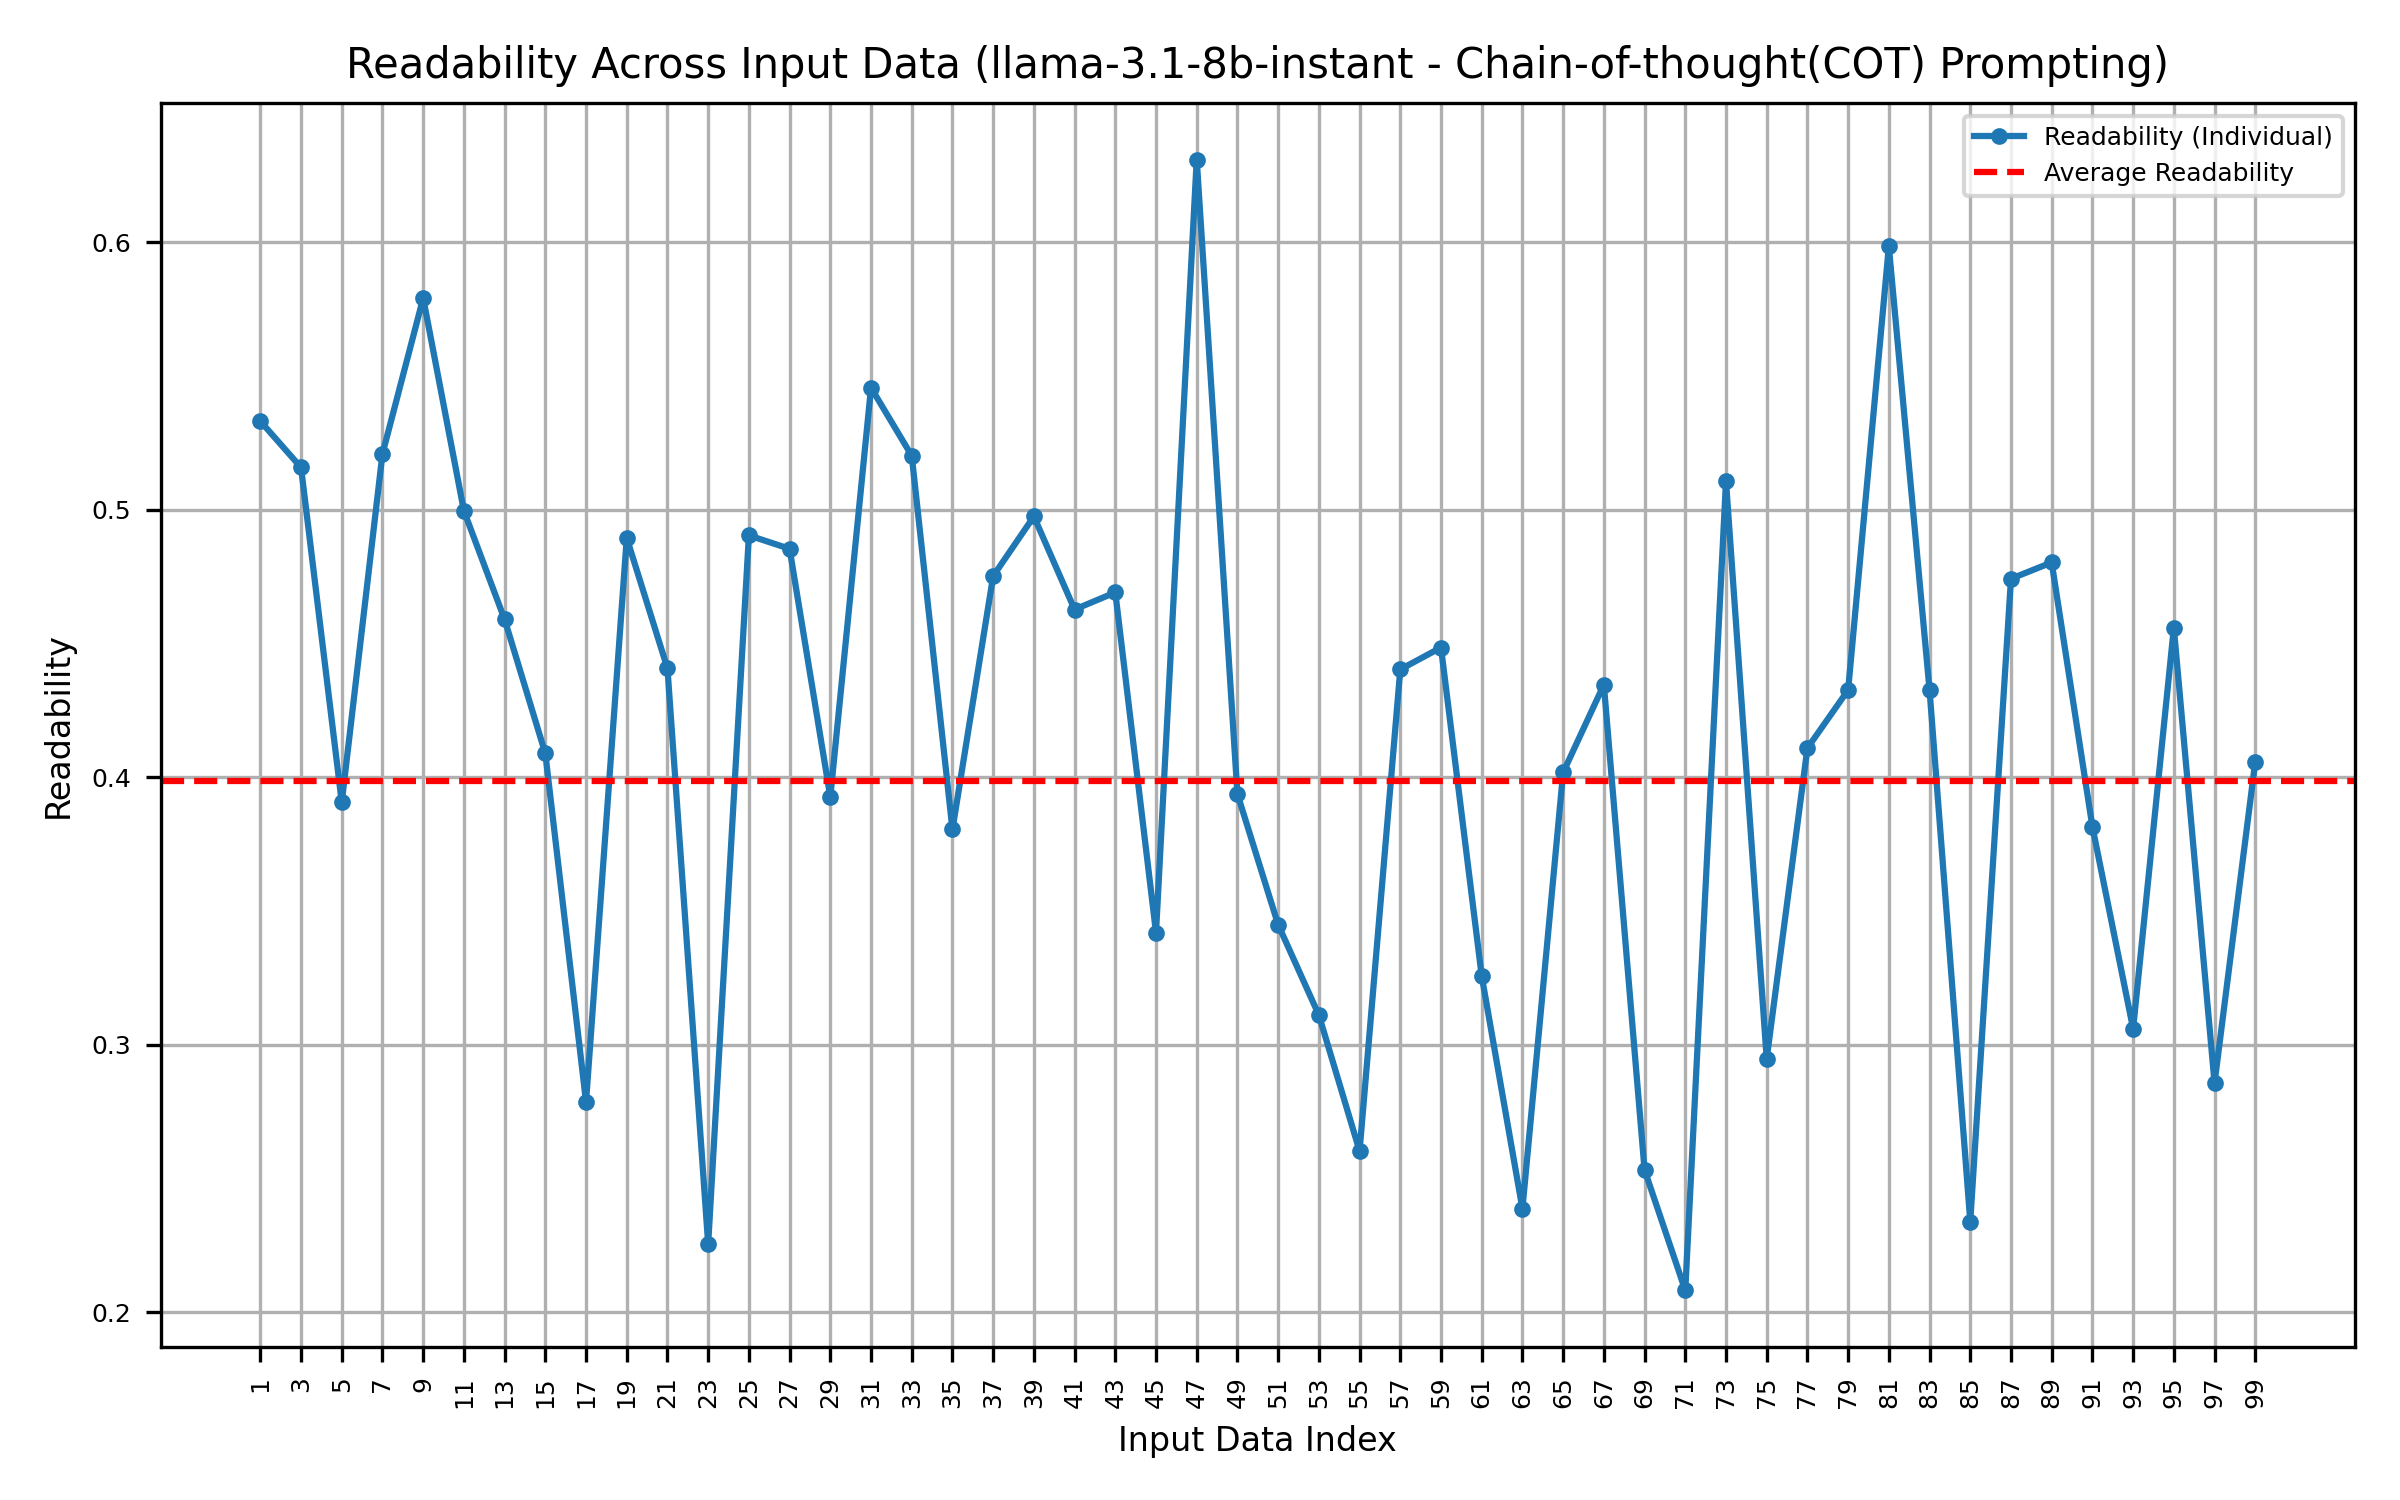 Readability Across Input Data (llama-3.1-8b-instant - Chain-of-thought(COT) Prompting)
Readability (Individual)
Average Readability
Readability
0.6
0.5
0.4
0.3
0.2
1 3 5 7 9 11 13 15 17 19 21 23 25 27 29 31 33 35 37 39 41 43 45 47 49 51 53 55 57 59 61 63 65 67 69 71 73 75 77 79 81 83 85 87 89 91 93 95 97 99
Input Data Index